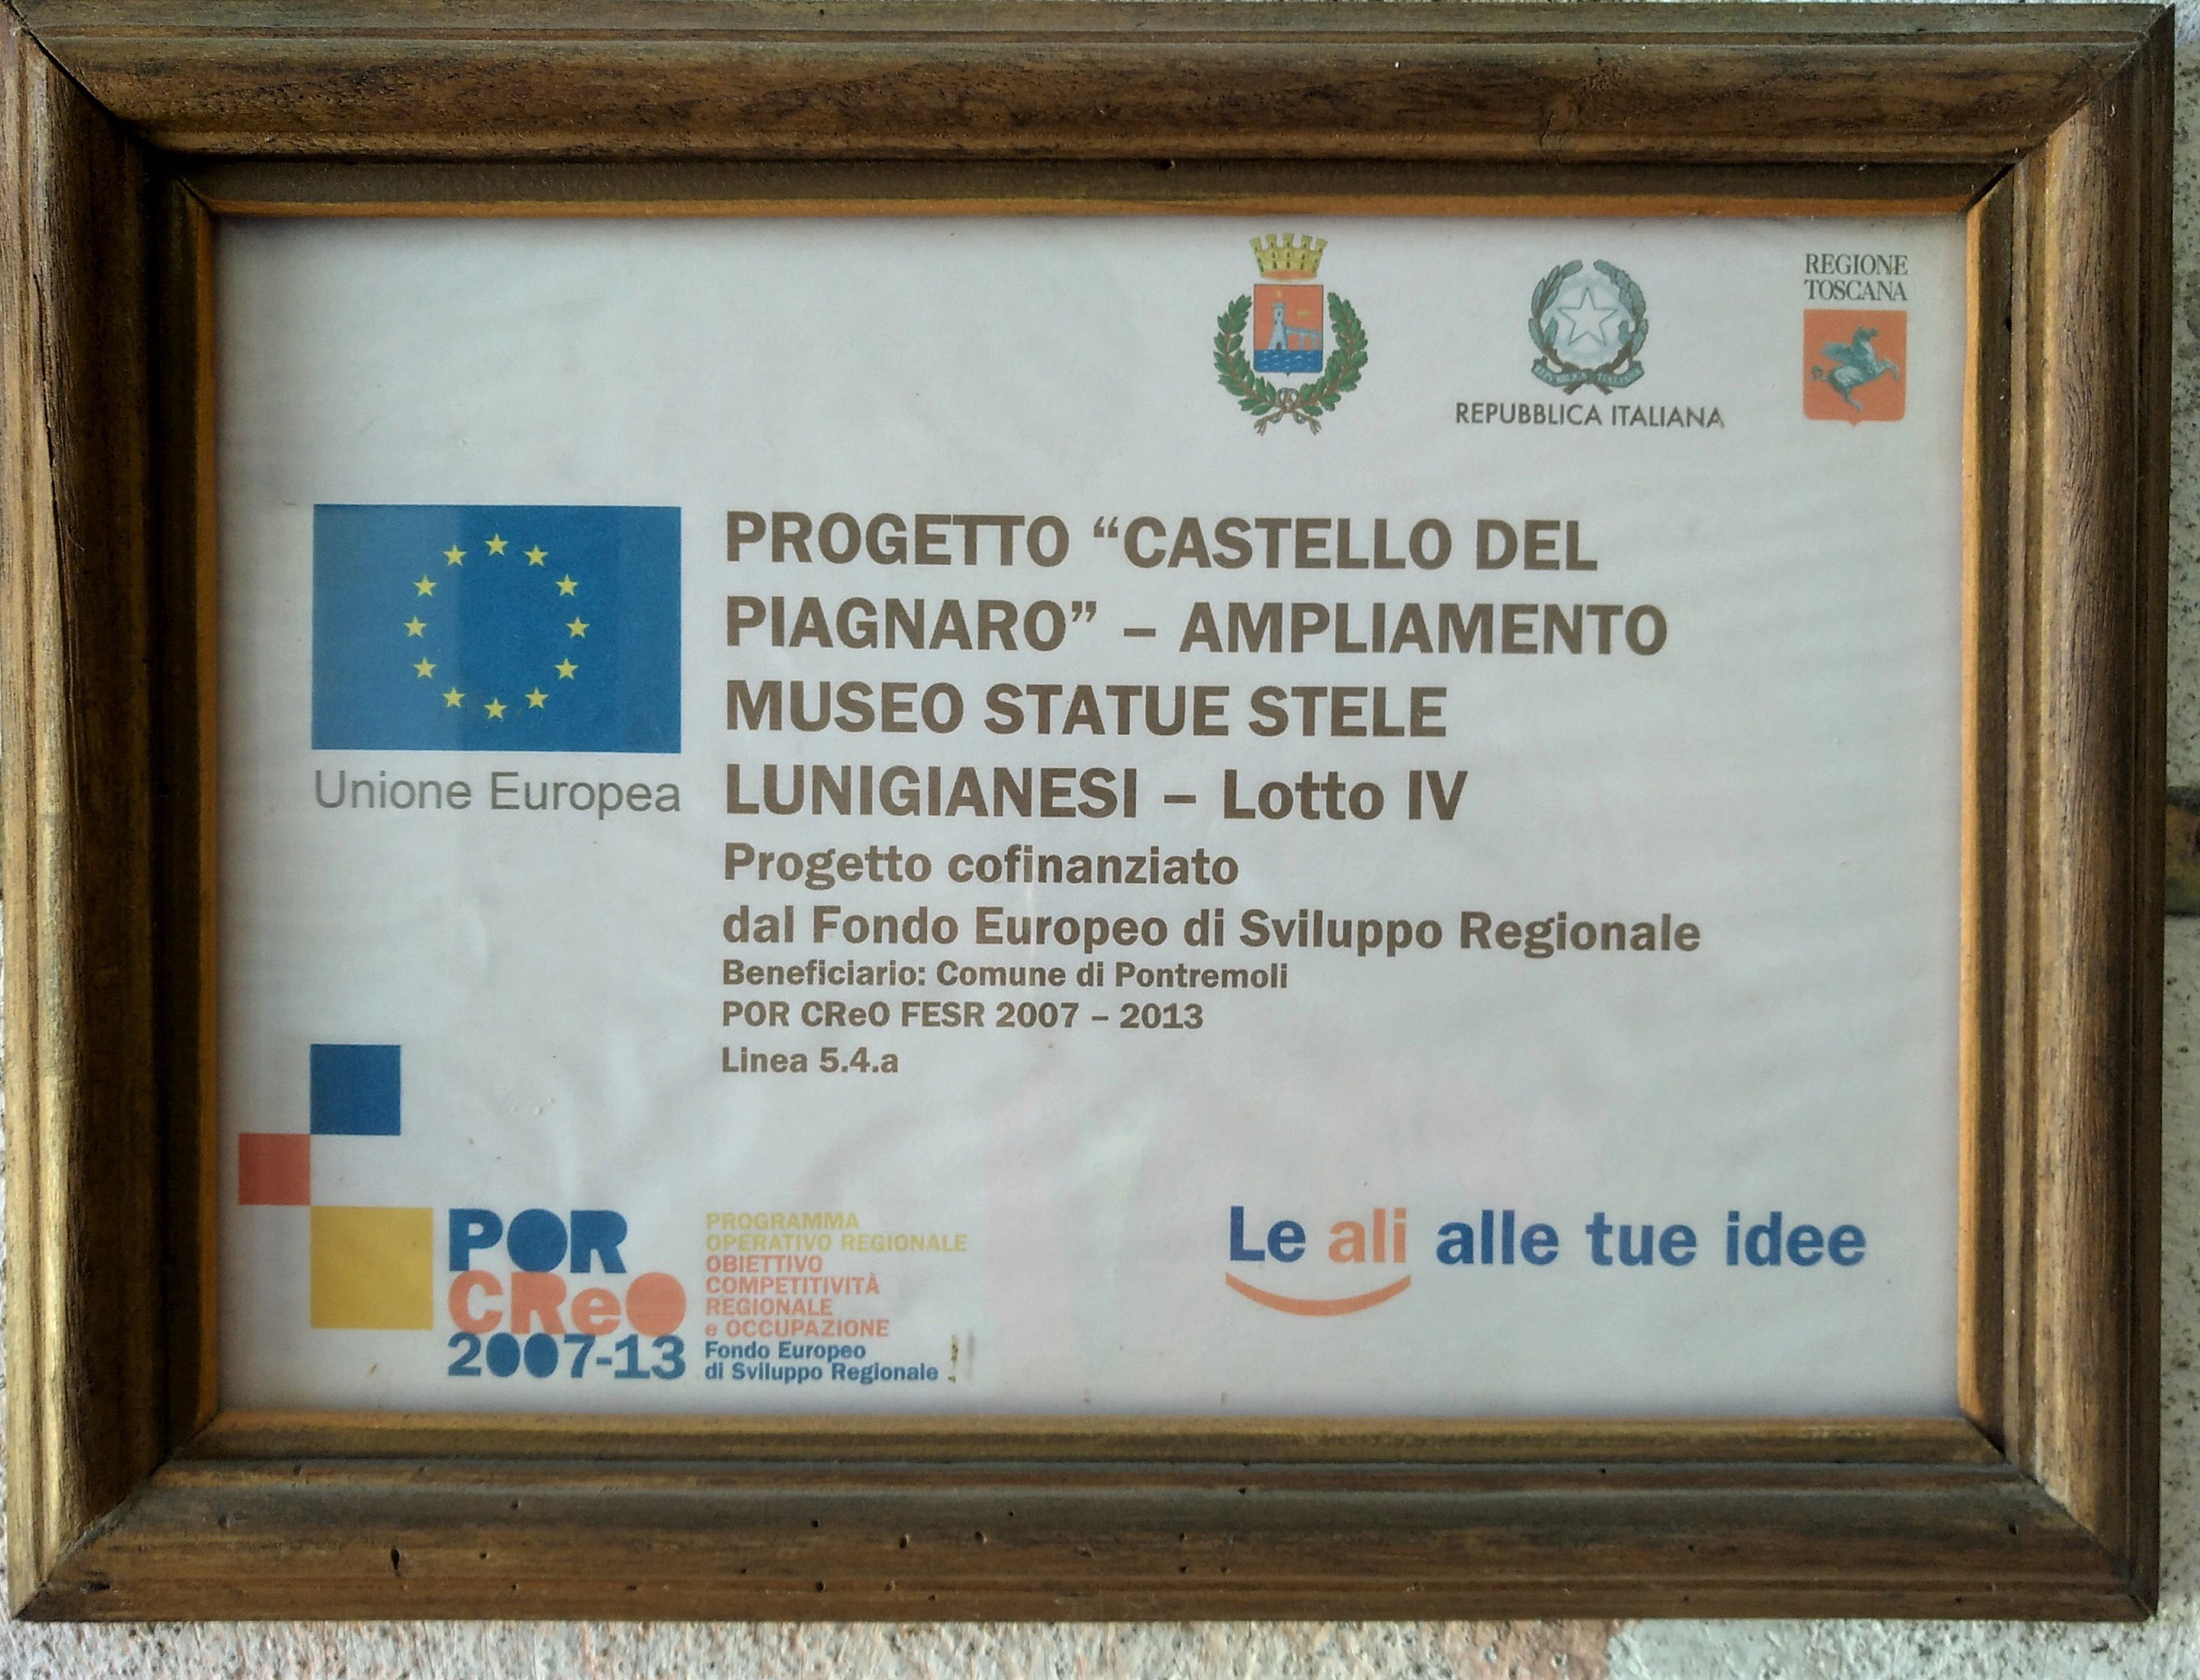 REGIONE
TOSCANA
REPUBBLICA ITALIANA
PROGETTO “CASTELLO DEL
PIAGNARO” – AMPLIAMENTO
MUSEO STATUE STELE
LUNIGIANESI – Lotto IV
Unione Europea
Progetto cofinanziato
dal Fondo Europeo di Sviluppo Regionale
Beneficiario: Comune di Pontremoli
POR CReO FESR 2007 – 2013
Linea 5.4.a
POR
CReO
2007-13
PROGRAMMA
OPERATIVO REGIONALE
OBIETTIVO
COMPETITIVITÀ
REGIONALE
e OCCUPAZIONE
Fondo Europeo
di Sviluppo Regionale
Le ali alle tue idee